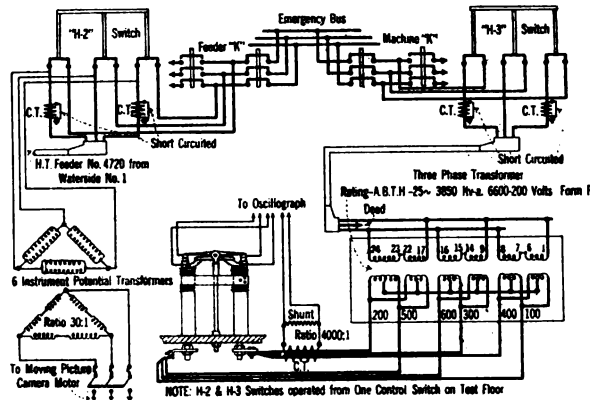 Emergency Bus
"H-2" Switch
Feeder "K"
Machine "K"
"H-3" Switch
C.T.
C.T.
C.T.
C.T.
Short Circuited
Short Circuited
H.T. Feeder No. 4720 from
Waterside No. 1
Three Phase Transformer
Rating-A.B.T.H -25~ 3850 Kv-a. 6600-200 Volts Form
Dead
To Oscillograph
24 23 22 17 16 15 14 9 8 7 6 1
6 Instrument Potential Transformers
Shunt
200 500 600 300 400 100
Ratio 30:1
Ratio 4000:1
C.T.
To Moving Picture
Camera Motor
NOTE: H-2 & H-3 Switches operated from One Control Switch on Test Floor